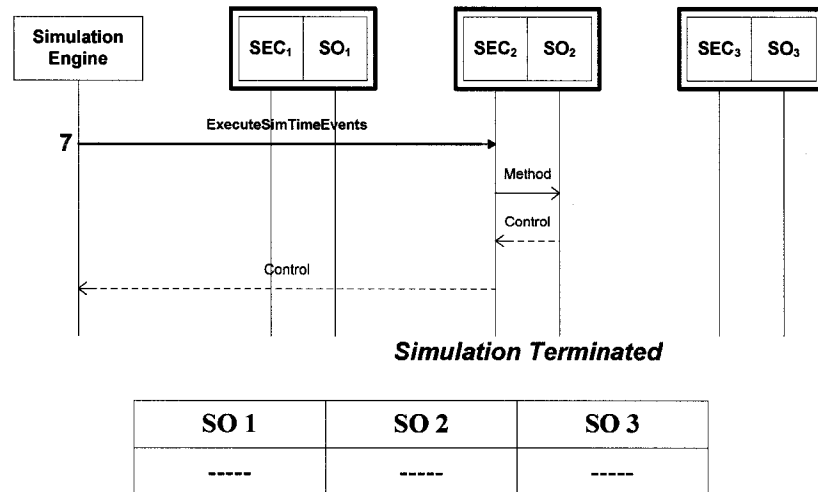 Simulation
Engine
SEC₁ SO₁
SEC₂ SO₂
SEC₃ SO₃
ExecuteSimTimeEvents
7
Method
Control
Control
Simulation Terminated
SO 1 SO 2 SO 3
----- ----- -----